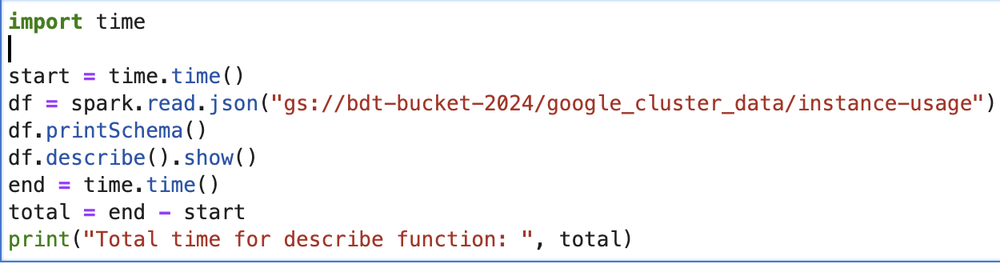 import time
start = time.time()
df = spark.read.json("gs://bdt-bucket-2024/google_cluster_data/instance-usage")
df.printSchema()
df.describe().show()
end = time.time()
total = end - start
print("Total time for describe function: ", total)